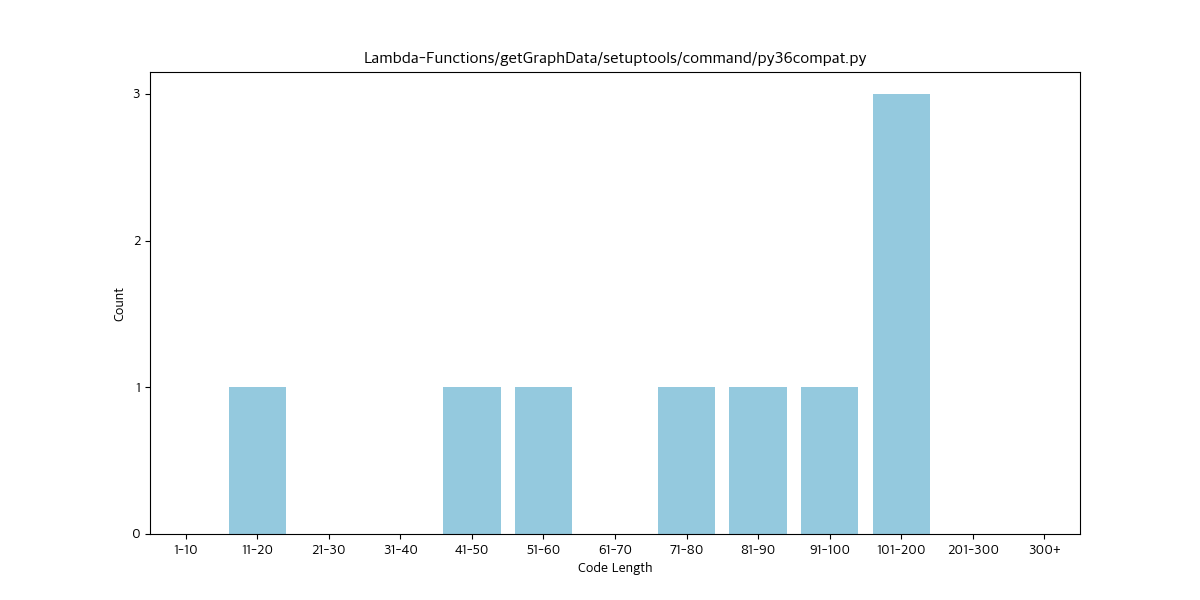 Lambda-Functions/getGraphData/setuptools/command/py36compat.py
3
2
1
0
Count
1-10 11-20 21-30 31-40 41-50 51-60 61-70 71-80 81-90 91-100 101-200 201-300 300+
Code Length